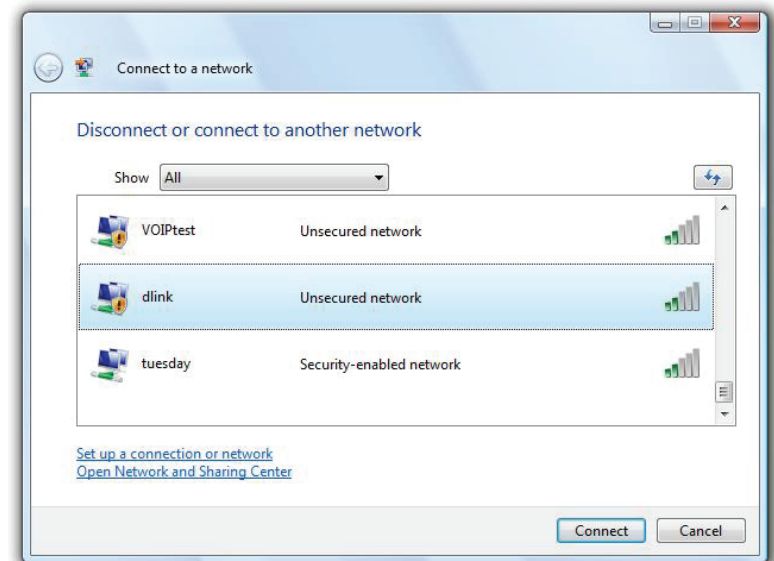 Connect to a network
Disconnect or connect to another network
Show All
VOIPtest Unsecured network
dlink Unsecured network
tuesday Security-enabled network
Set up a connection or network
Open Network and Sharing Center
Connect Cancel